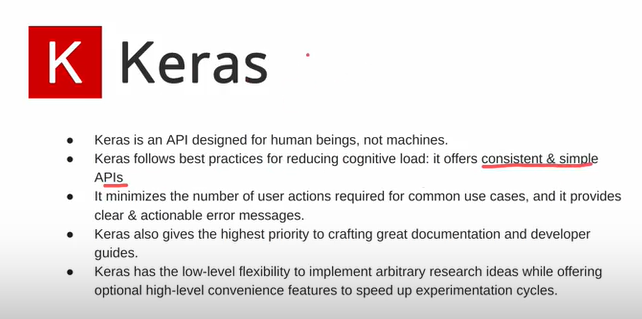 K Keras
● Keras is an API designed for human beings, not machines.
● Keras follows best practices for reducing cognitive load: it offers consistent & simple
APIs
● It minimizes the number of user actions required for common use cases, and it provides
clear & actionable error messages.
● Keras also gives the highest priority to crafting great documentation and developer
guides.
● Keras has the low-level flexibility to implement arbitrary research ideas while offering
optional high-level convenience features to speed up experimentation cycles.